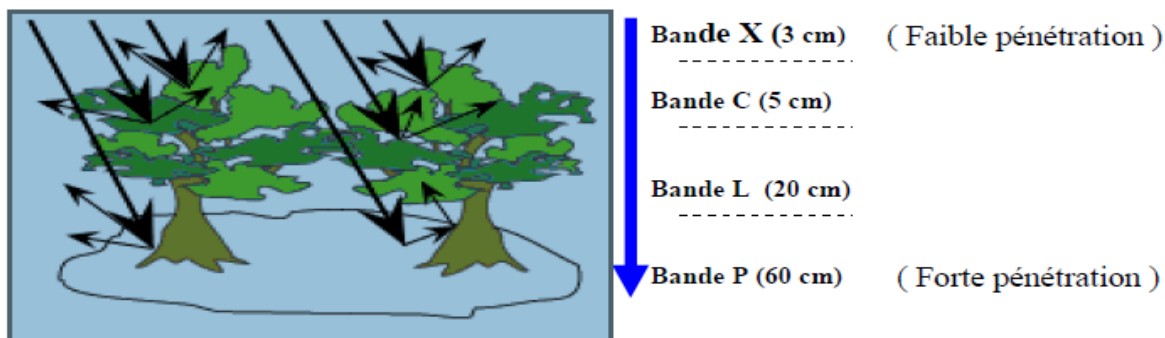 Bande X (3 cm) ( Faible pénétration )
Bande C (5 cm)
Bande L (20 cm)
Bande P (60 cm) ( Forte pénétration )